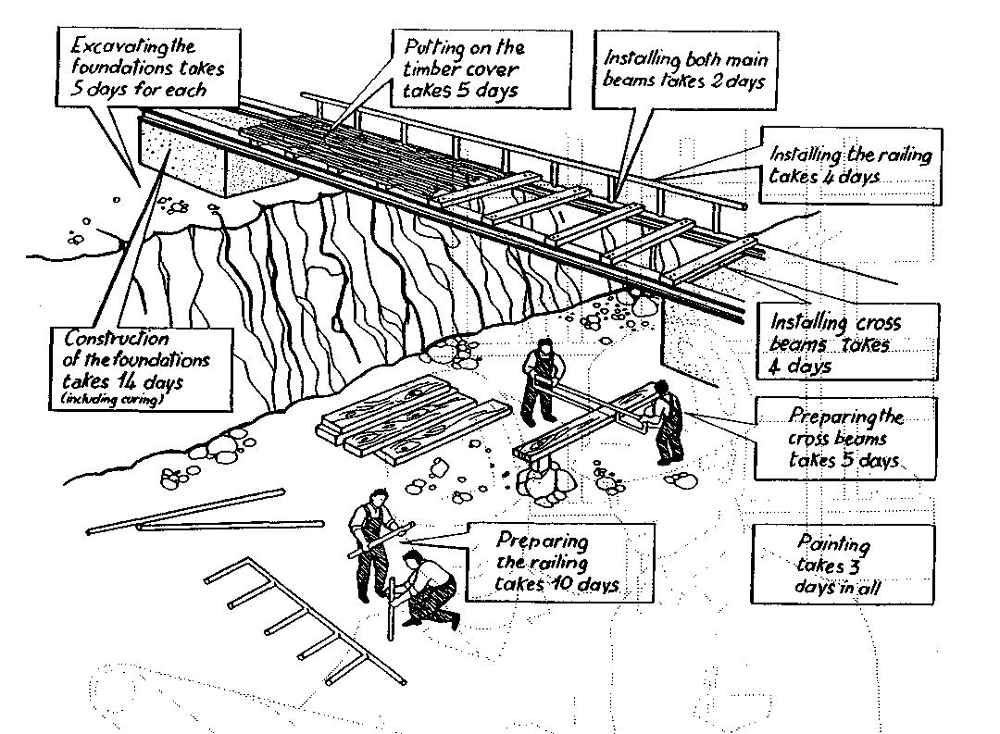 Excavating the
foundations takes
5 days for each
Putting on the
timber cover
takes 5 days
Installing both main
beams takes 2 days
Installing the railing
takes 4 days
Construction
of the foundations
takes 14 days
(including curing)
Installing cross
beams takes
4 days
Preparing the
cross beams
takes 5 days
Preparing
the railing
takes 10 days
Painting
takes 3
days in all